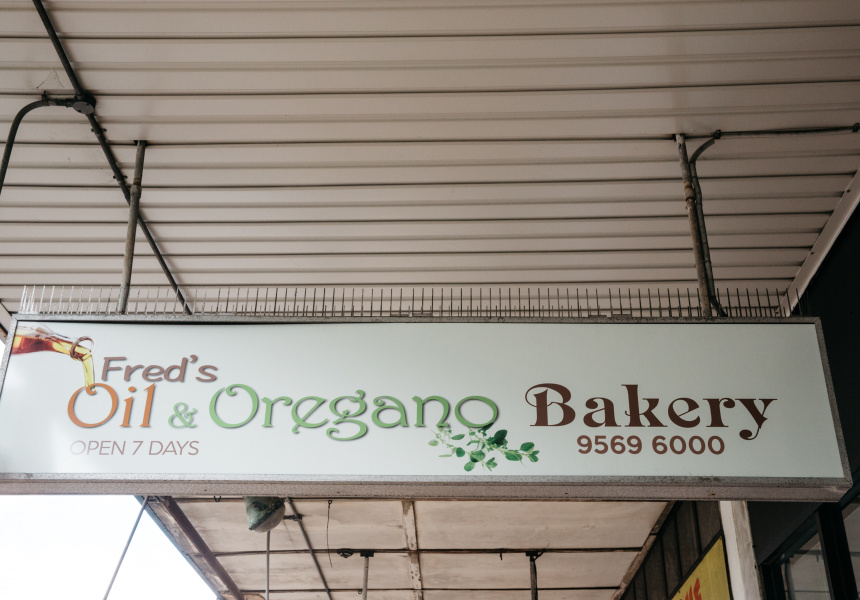 Fred's
Oil & Oregano Bakery
OPEN 7 DAYS
9569 6000